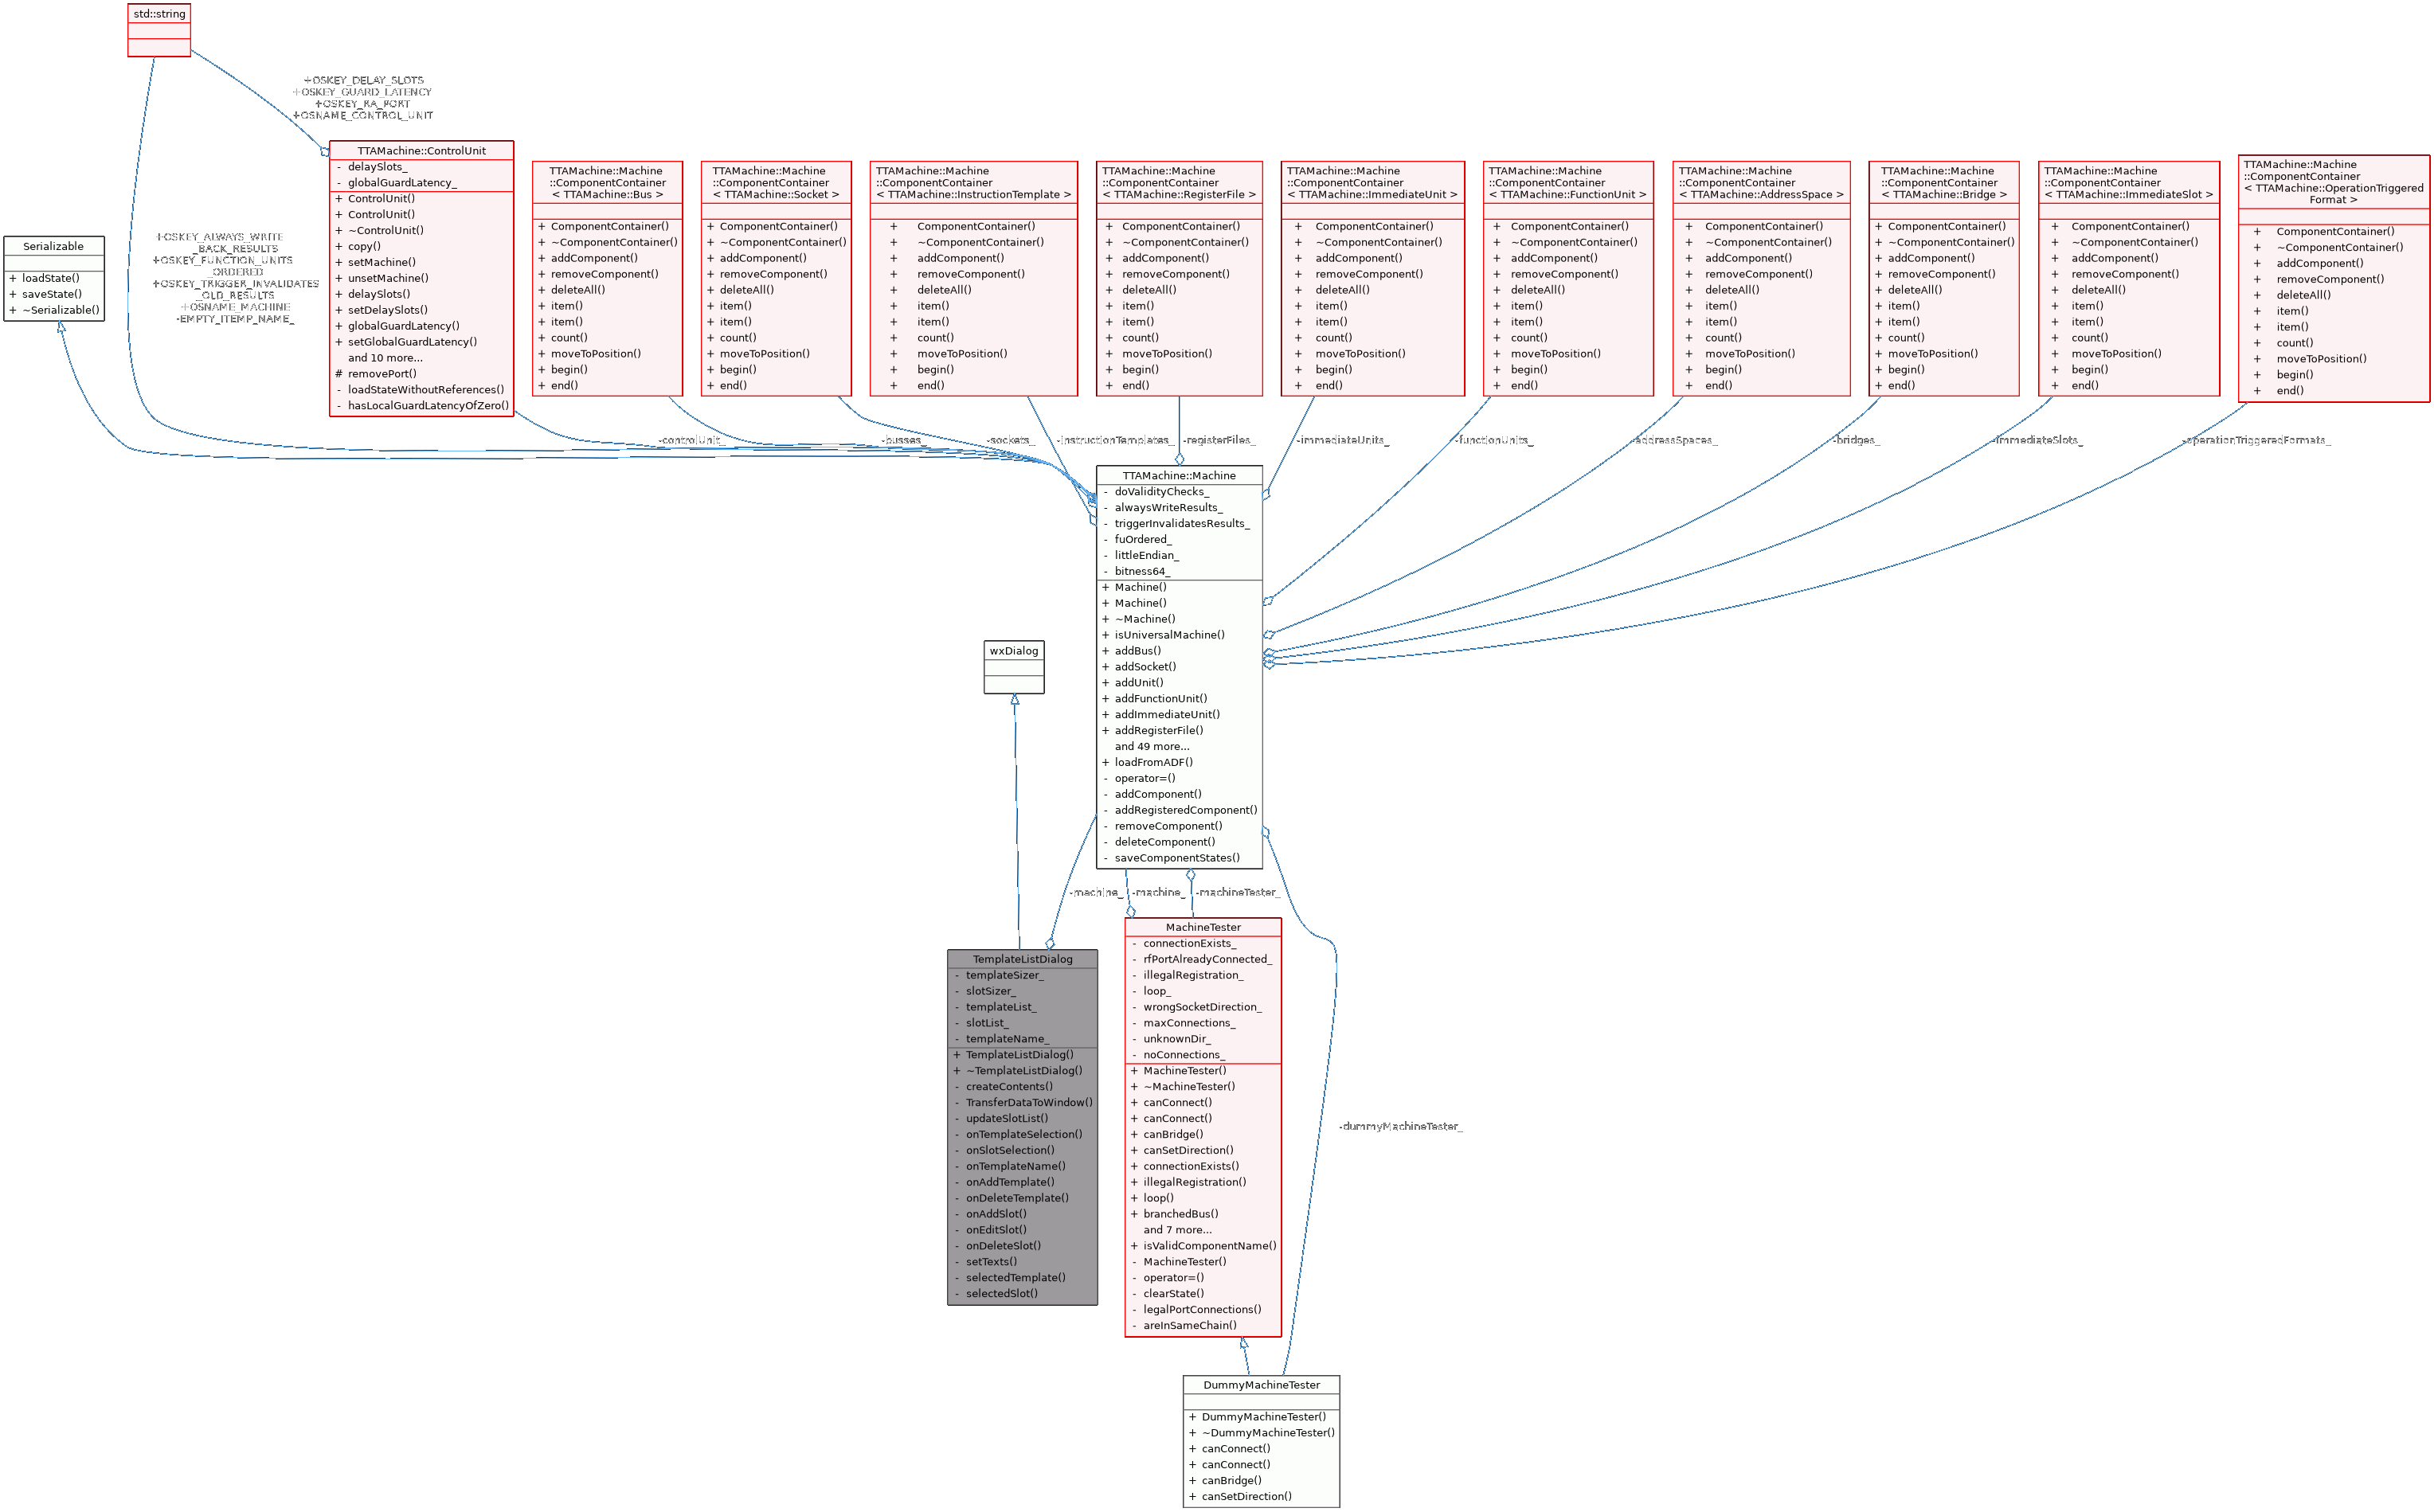 std::string
+OSKEY_DELAY_SLOTS
+OSKEY_GUARD_LATENCY
+OSKEY_RA_PORT
+OSNAME_CONTROL_UNIT
TTAMachine::ControlUnit
- delaySlots_
- globalGuardLatency_
+ ControlUnit()
+ ControlUnit()
+ ~ControlUnit()
+ copy()
+ setMachine()
+ unsetMachine()
+ delaySlots()
+ setDelaySlots()
+ globalGuardLatency()
+ setGlobalGuardLatency()
and 10 more...
# removePort()
- loadStateWithoutReferences()
- hasLocalGuardLatencyOfZero()
TTAMachine::Machine
::ComponentContainer
< TTAMachine::Bus >
+ ComponentContainer()
+ ~ComponentContainer()
+ addComponent()
+ removeComponent()
+ deleteAll()
+ item()
+ item()
+ count()
+ moveToPosition()
+ begin()
+ end()
TTAMachine::Machine
::ComponentContainer
< TTAMachine::Socket >
+ ComponentContainer()
+ ~ComponentContainer()
+ addComponent()
+ removeComponent()
+ deleteAll()
+ item()
+ item()
+ count()
+ moveToPosition()
+ begin()
+ end()
TTAMachine::Machine
::ComponentContainer
< TTAMachine::InstructionTemplate >
+ ComponentContainer()
+ ~ComponentContainer()
+ addComponent()
+ removeComponent()
+ deleteAll()
+ item()
+ item()
+ count()
+ moveToPosition()
+ begin()
+ end()
TTAMachine::Machine
::ComponentContainer
< TTAMachine::RegisterFile >
+ ComponentContainer()
+ ~ComponentContainer()
+ addComponent()
+ removeComponent()
+ deleteAll()
+ item()
+ item()
+ count()
+ moveToPosition()
+ begin()
+ end()
TTAMachine::Machine
::ComponentContainer
< TTAMachine::ImmediateUnit >
+ ComponentContainer()
+ ~ComponentContainer()
+ addComponent()
+ removeComponent()
+ deleteAll()
+ item()
+ item()
+ count()
+ moveToPosition()
+ begin()
+ end()
TTAMachine::Machine
::ComponentContainer
< TTAMachine::FunctionUnit >
+ ComponentContainer()
+ ~ComponentContainer()
+ addComponent()
+ removeComponent()
+ deleteAll()
+ item()
+ item()
+ count()
+ moveToPosition()
+ begin()
+ end()
TTAMachine::Machine
::ComponentContainer
< TTAMachine::AddressSpace >
+ ComponentContainer()
+ ~ComponentContainer()
+ addComponent()
+ removeComponent()
+ deleteAll()
+ item()
+ item()
+ count()
+ moveToPosition()
+ begin()
+ end()
TTAMachine::Machine
::ComponentContainer
< TTAMachine::Bridge >
+ ComponentContainer()
+ ~ComponentContainer()
+ addComponent()
+ removeComponent()
+ deleteAll()
+ item()
+ item()
+ count()
+ moveToPosition()
+ begin()
+ end()
TTAMachine::Machine
::ComponentContainer
< TTAMachine::ImmediateSlot >
+ ComponentContainer()
+ ~ComponentContainer()
+ addComponent()
+ removeComponent()
+ deleteAll()
+ item()
+ item()
+ count()
+ moveToPosition()
+ begin()
+ end()
TTAMachine::Machine
::ComponentContainer
< TTAMachine::OperationTriggered
Format >
+ ComponentContainer()
+ ~ComponentContainer()
+ addComponent()
+ removeComponent()
+ deleteAll()
+ item()
+ item()
+ count()
+ moveToPosition()
+ begin()
+ end()
Serializable
+ loadState()
+ saveState()
+ ~Serializable()
+OSKEY_ALWAYS_WRITE
_BACK_RESULTS
+OSKEY_FUNCTION_UNITS
_ORDERED
+OSKEY_TRIGGER_INVALIDATES
_OLD_RESULTS
+OSNAME_MACHINE
-EMPTY_ITEMP_NAME_
-controlUnit_
-busses_
-sockets_
-instructionTemplates_
-registerFiles_
-immediateUnits_
-functionUnits_
-addressSpaces_
-bridges_
-immediateSlots_
-operationTriggeredFormats_
TTAMachine::Machine
- doValidityChecks_
- alwaysWriteResults_
- triggerInvalidatesResults_
- fuOrdered_
- littleEndian_
- bitness64_
+ Machine()
+ Machine()
+ ~Machine()
+ isUniversalMachine()
+ addBus()
+ addSocket()
+ addUnit()
+ addFunctionUnit()
+ addImmediateUnit()
+ addRegisterFile()
and 49 more...
+ loadFromADF()
- operator=()
- addComponent()
- addRegisteredComponent()
- removeComponent()
- deleteComponent()
- saveComponentStates()
wxDialog
-machine_
-machine_
-machineTester_
TemplateListDialog
- templateSizer_
- slotSizer_
- templateList_
- slotList_
- templateName_
+ TemplateListDialog()
+ ~TemplateListDialog()
- createContents()
- TransferDataToWindow()
- updateSlotList()
- onTemplateSelection()
- onSlotSelection()
- onTemplateName()
- onAddTemplate()
- onDeleteTemplate()
- onAddSlot()
- onEditSlot()
- onDeleteSlot()
- setTexts()
- selectedTemplate()
- selectedSlot()
MachineTester
- connectionExists_
- rfPortAlreadyConnected_
- illegalRegistration_
- loop_
- wrongSocketDirection_
- maxConnections_
- unknownDir_
- noConnections_
+ MachineTester()
+ ~MachineTester()
+ canConnect()
+ canConnect()
+ canBridge()
+ canSetDirection()
+ connectionExists()
+ illegalRegistration()
+ loop()
+ branchedBus()
and 7 more...
+ isValidComponentName()
- MachineTester()
- operator=()
- clearState()
- legalPortConnections()
- areInSameChain()
-dummyMachineTester_
DummyMachineTester
+ DummyMachineTester()
+ ~DummyMachineTester()
+ canConnect()
+ canConnect()
+ canBridge()
+ canSetDirection()